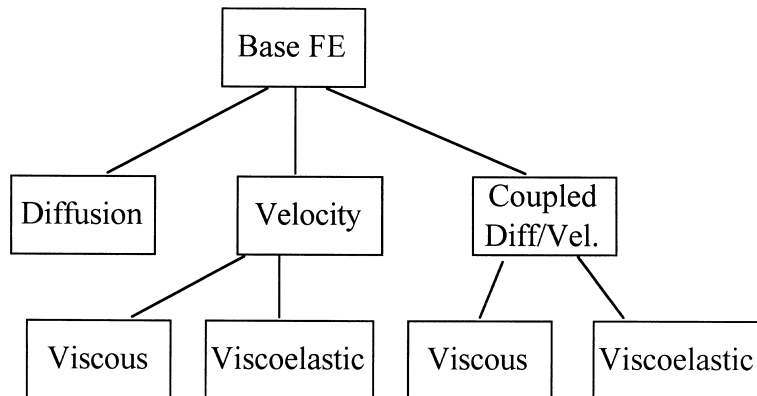 Base FE
Diffusion
Velocity
Coupled
Diff/Vel.
Viscous
Viscoelastic
Viscous
Viscoelastic